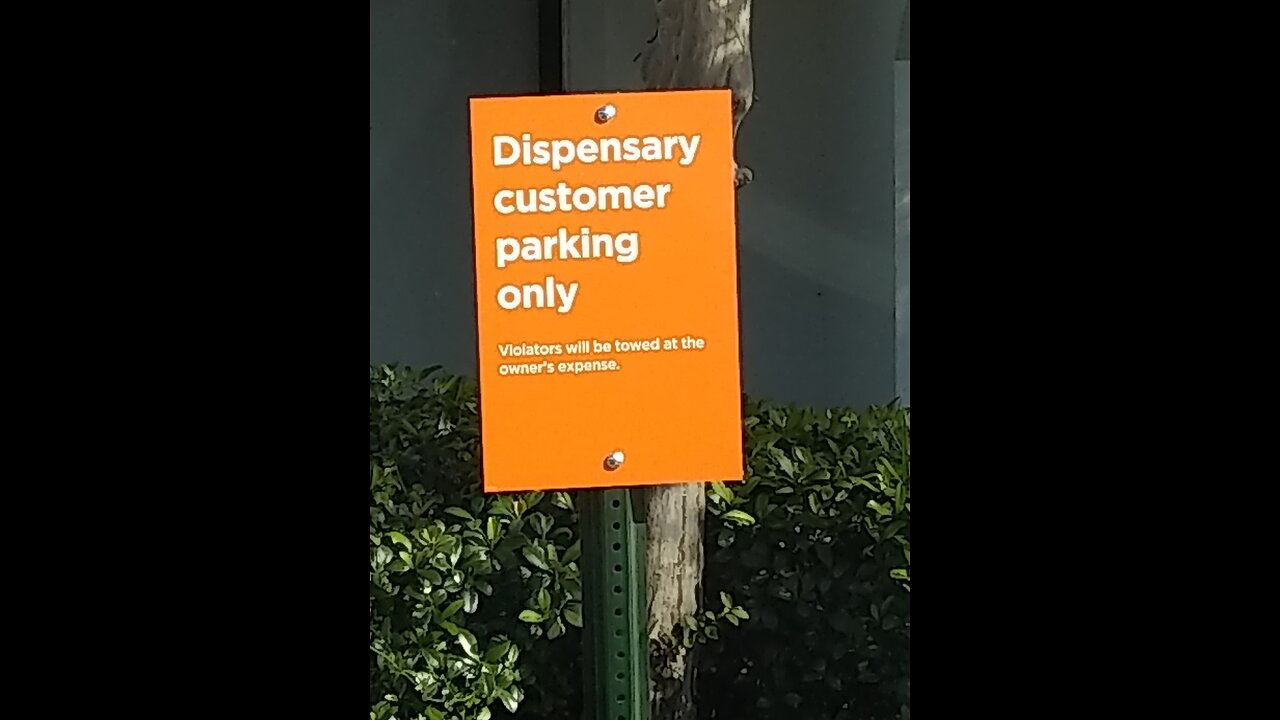 Dispensary
customer
parking
only
Violators will be towed at the
owner's expense.